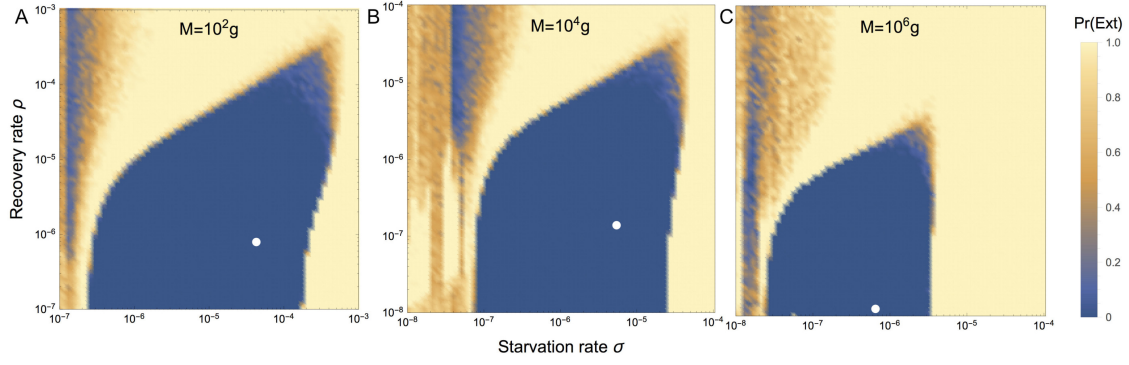 A
B
C
M=10²g
M=10⁴g
M=10⁶g
Pr(Ext)
10⁻³
10⁻⁴
10⁻⁵
10⁻⁶
10⁻⁷
10⁻⁴
10⁻⁵
10⁻⁶
10⁻⁷
10⁻⁸
1.0
0.8
0.6
0.4
0.2
0
Recovery rate ρ
10⁻⁷ 10⁻⁶ 10⁻⁵ 10⁻⁴ 10⁻³
10⁻⁸ 10⁻⁷ 10⁻⁶ 10⁻⁵ 10⁻⁴
10⁻⁸ 10⁻⁷ 10⁻⁶ 10⁻⁵ 10⁻⁴
Starvation rate σ